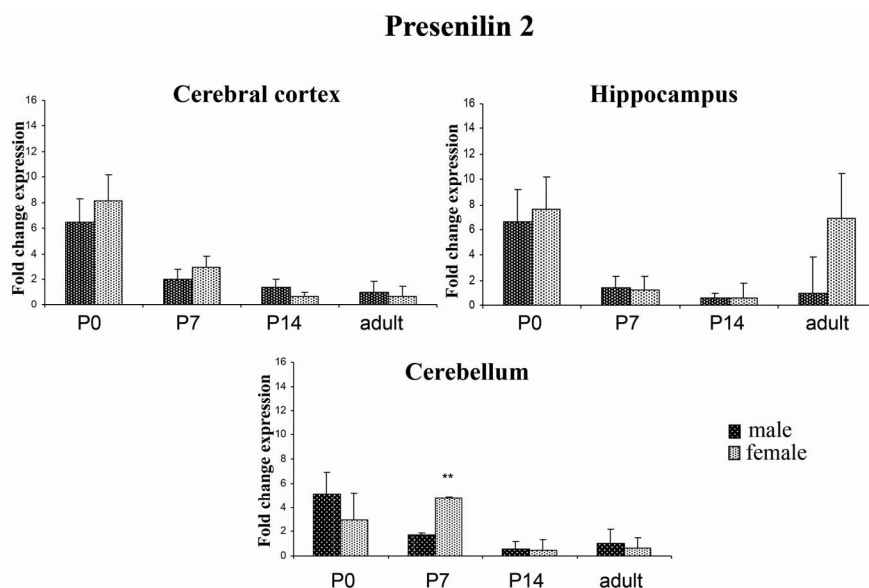 Presenilin 2
Cerebral cortex
Fold change expression
16
14
12
10
8
6
4
2
0
P0 P7 P14 adult
Hippocampus
Fold change expression
16
14
12
10
8
6
4
2
0
P0 P7 P14 adult
Cerebellum
Fold change expression
16
14
12
10
8
6
4
2
0
**
P0 P7 P14 adult
male
female